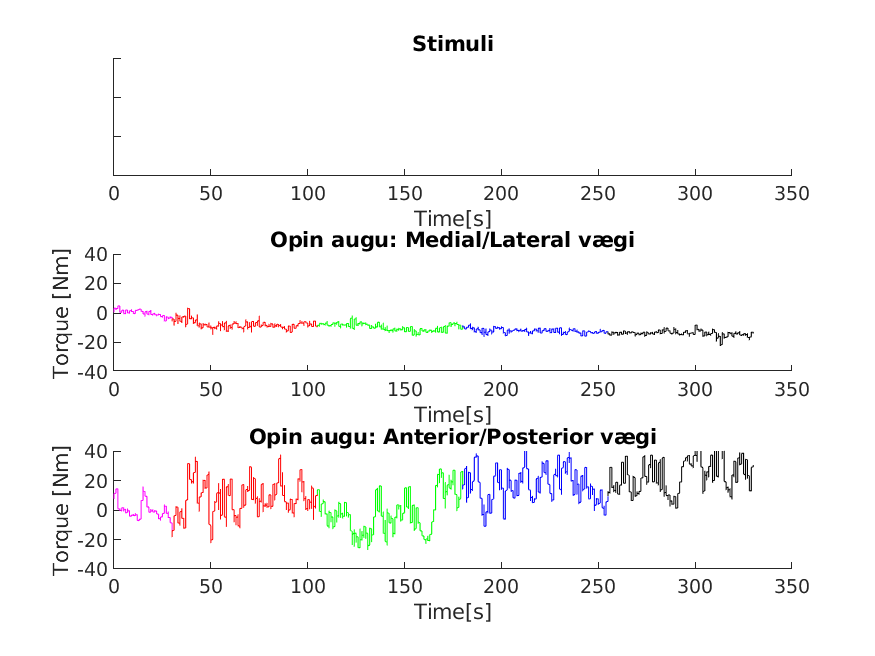 Stimuli
0 50 100 150 200 250 300 350
Time[s]
Opin augu: Medial/Lateral vægi
Torque [Nm]
40
20
0
-20
-40
0 50 100 150 200 250 300 350
Time[s]
Opin augu: Anterior/Posterior vægi
Torque [Nm]
40
20
0
-20
-40
0 50 100 150 200 250 300 350
Time[s]